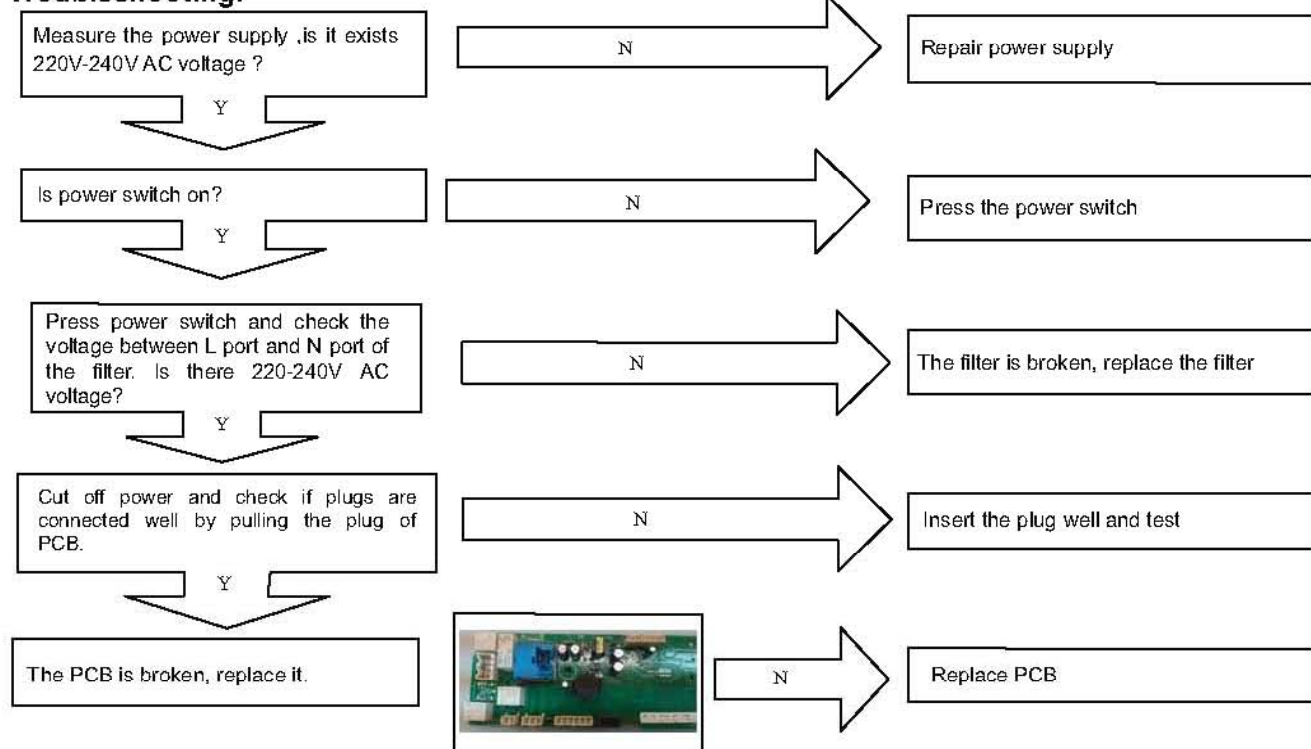 Troubleshooting:
Measure the power supply ,is it exists
220V-240V AC voltage ?
N
Repair power supply
Y
Is power switch on?
N
Press the power switch
Y
Press power switch and check the
voltage between L port and N port of
the filter. Is there 220-240V AC
voltage?
N
The filter is broken, replace the filter
Y
Cut off power and check if plugs are
connected well by pulling the plug of
PCB.
N
Insert the plug well and test
Y
The PCB is broken, replace it.
N
Replace PCB